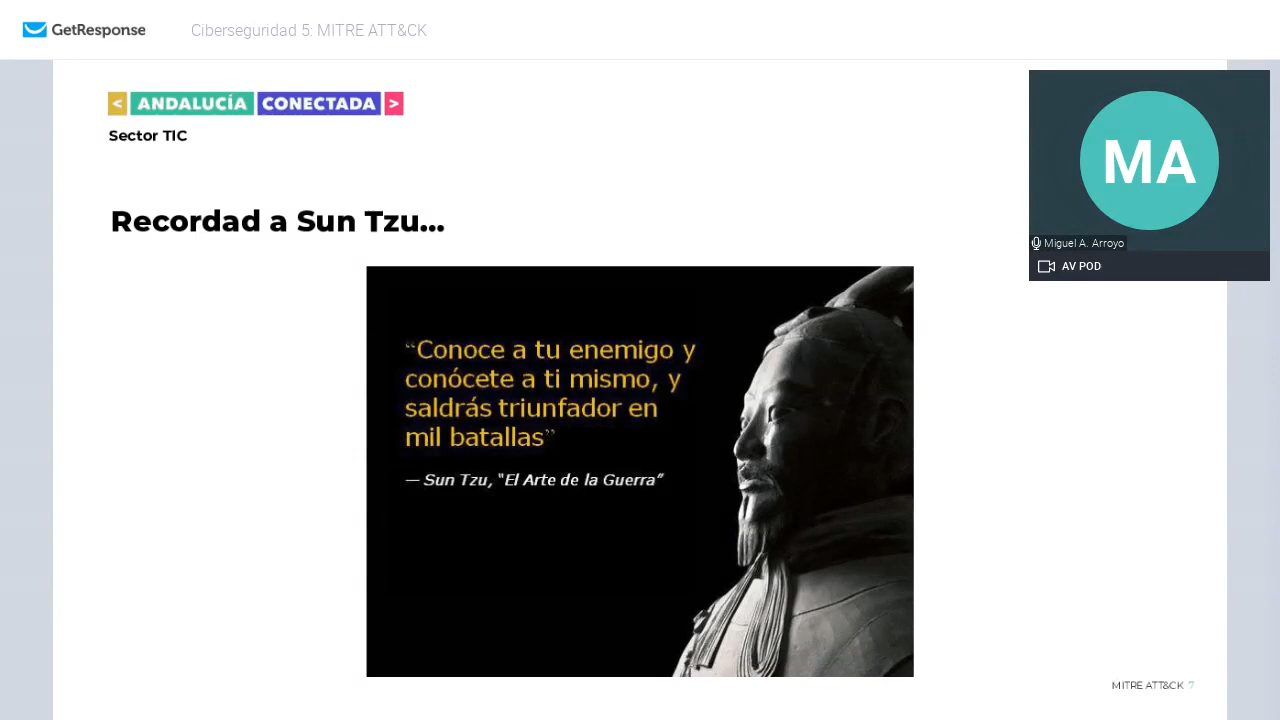 GetResponse
Ciberseguridad 5: MITRE ATT&CK
< ANDALUCÍA CONECTADA >
Sector TIC
MA
Miguel A. Arroyo
AV POD
Recordad a Sun Tzu...
“Conoce a tu enemigo y
conócete a ti mismo, y
saldrás triunfador en
mil batallas”
— Sun Tzu, “El Arte de la Guerra”
MITRE ATT&CK 7